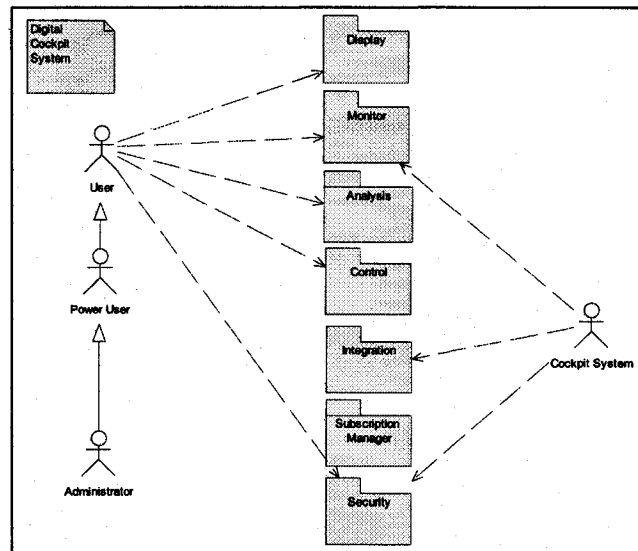 Digital
Cockpit
System
Display
Monitor
User
Analysis
Control
Power User
Integration
Cockpit System
Subscription
Manager
Administrator
Security